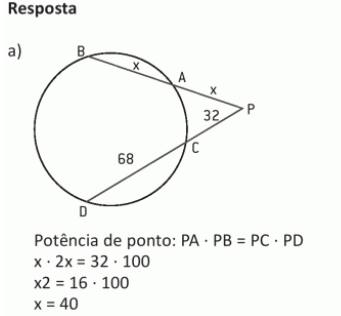 Resposta
a)
B
x
A
x
P
32
C
68
D
Potência de ponto: PA · PB = PC · PD
x · 2x = 32 · 100
x2 = 16 · 100
x = 40